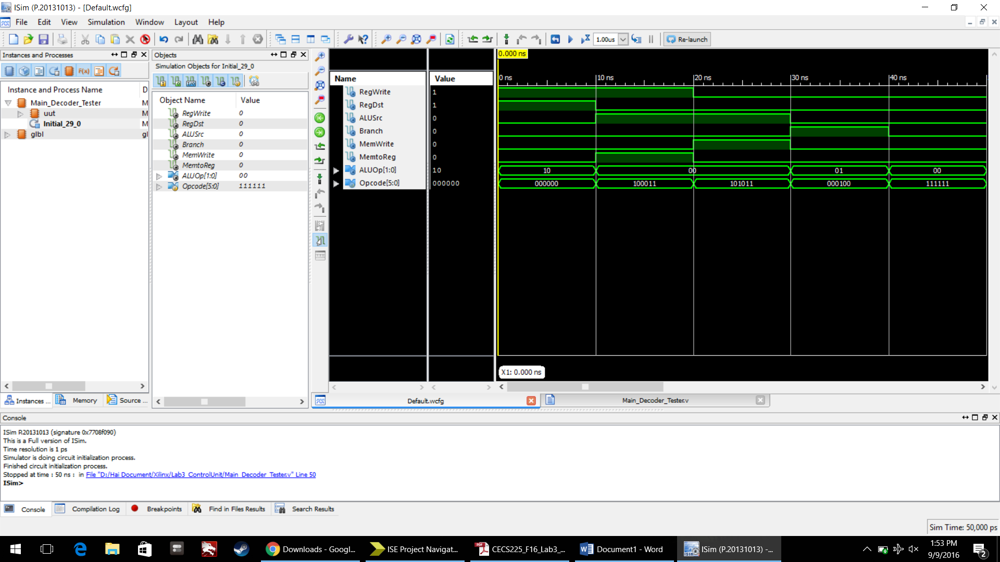 ISim (P.20131013) - [Default.wcfg]
File Edit View Simulation Window Layout Help
1.00us Re-launch
Instances and Processes
Instance and Process Name D
Main_Decoder_Tester M
uut M
Initial_29_0 M
glbl gl
Instances ... Memory Source ...
Objects
Simulation Objects for Initial_29_0
Object Name Value
RegWrite 0
RegDst 0
ALUSrc 0
Branch 0
MemWrite 0
MemtoReg 0
ALUOp[1:0] 00
Opcode[5:0] 111111
Name Value
RegWrite 1
RegDst 1
ALUSrc 0
Branch 0
MemWrite 0
MemtoReg 0
ALUOp[1:0] 10
Opcode[5:0] 000000
0.000 ns
0 ns 10 ns 20 ns 30 ns 40 ns
10 00 01 00
000000 100011 101011 000100 111111
X1: 0.000 ns
Default.wcfg Main_Decoder_Tester.v
Console
ISim P.20131013 (signature 0x7708f090)
This is a Full version of ISim.
Time resolution is 1 ps
Simulator is doing circuit initialization process.
Finished circuit initialization process.
Stopped at time : 50 ns : in File "D:/Hai Document/Xilinx/Lab3_ControlUnit/Main_Decoder_Tester.v" Line 50
ISim>
Console Compilation Log Breakpoints Find in Files Results Search Results
Sim Time: 50,000 ps
Downloads - Googl... ISE Project Navigat... CECS225_F16_Lab3_... Document1 - Word ISim (P.20131013) -...
1:53 PM
9/9/2016
2